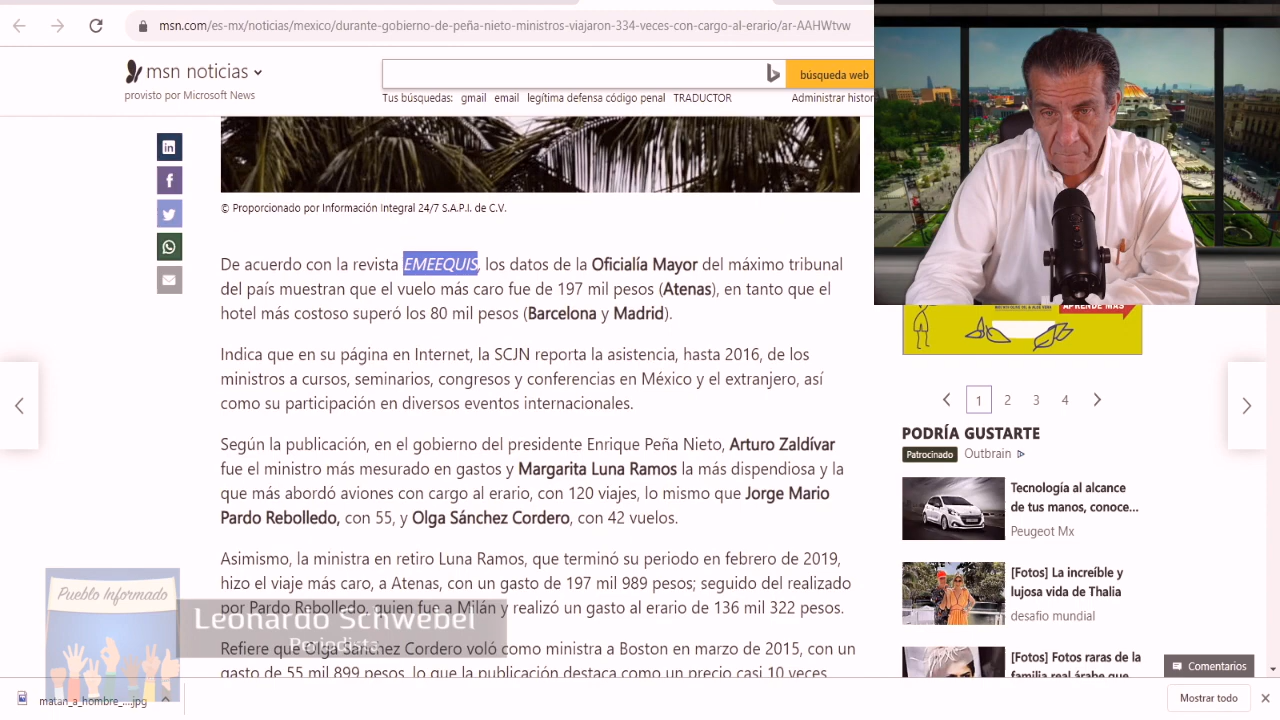 msn.com/es-mx/noticias/mexico/durante-gobierno-de-peña-nieto-ministros-viajaron-334-veces-con-cargo-al-erario/ar-AAHWtvw
msn noticias
provisto por Microsoft News
búsqueda web
Tus búsquedas: gmail email legítima defensa código penal TRADUCTOR Administrar histor
© Proporcionado por Información Integral 24/7 S.A.P.I. de C.V.
De acuerdo con la revista EMEEQUIS, los datos de la Oficialía Mayor del máximo tribunal
del país muestran que el vuelo más caro fue de 197 mil pesos (Atenas), en tanto que el
hotel más costoso superó los 80 mil pesos (Barcelona y Madrid).
Indica que en su página en Internet, la SCJN reporta la asistencia, hasta 2016, de los
ministros a cursos, seminarios, congresos y conferencias en México y el extranjero, así
como su participación en diversos eventos internacionales.
Según la publicación, en el gobierno del presidente Enrique Peña Nieto, Arturo Zaldívar
fue el ministro más mesurado en gastos y Margarita Luna Ramos la más dispendiosa y la
que más abordó aviones con cargo al erario, con 120 viajes, lo mismo que Jorge Mario
Pardo Rebolledo, con 55, y Olga Sánchez Cordero, con 42 vuelos.
Asimismo, la ministra en retiro Luna Ramos, que terminó su periodo en febrero de 2019,
hizo el viaje más caro, a Atenas, con un gasto de 197 mil 989 pesos; seguido del realizado
por Pardo Rebolledo, quien fue a Milán y realizó un gasto al erario de 136 mil 322 pesos.
Refiere que Olga Sánchez Cordero voló como ministra a Boston en marzo de 2015, con un
gasto de 55 mil 899 pesos, lo que la publicación destaca como un precio casi 10 veces
APRENDE MÁS
1 2 3 4
PODRÍA GUSTARTE
Patrocinado Outbrain
Tecnología al alcance
de tus manos, conoce...
Peugeot Mx
[Fotos] La increíble y
lujosa vida de Thalia
desafio mundial
[Fotos] Fotos raras de la
familia real árabe que
Comentarios
Pueblo Informado
Leonardo Schwebel
Periodista
matan_a_hombre_....jpg
Mostrar todo